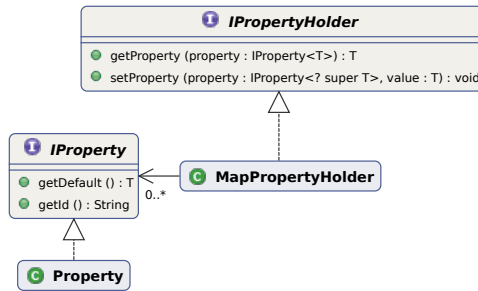 I IPropertyHolder
getProperty (property : IProperty<T>) : T
setProperty (property : IProperty<? super T>, value : T) : void
I IProperty
getDefault () : T
getId () : String
C MapPropertyHolder
0..*
C Property